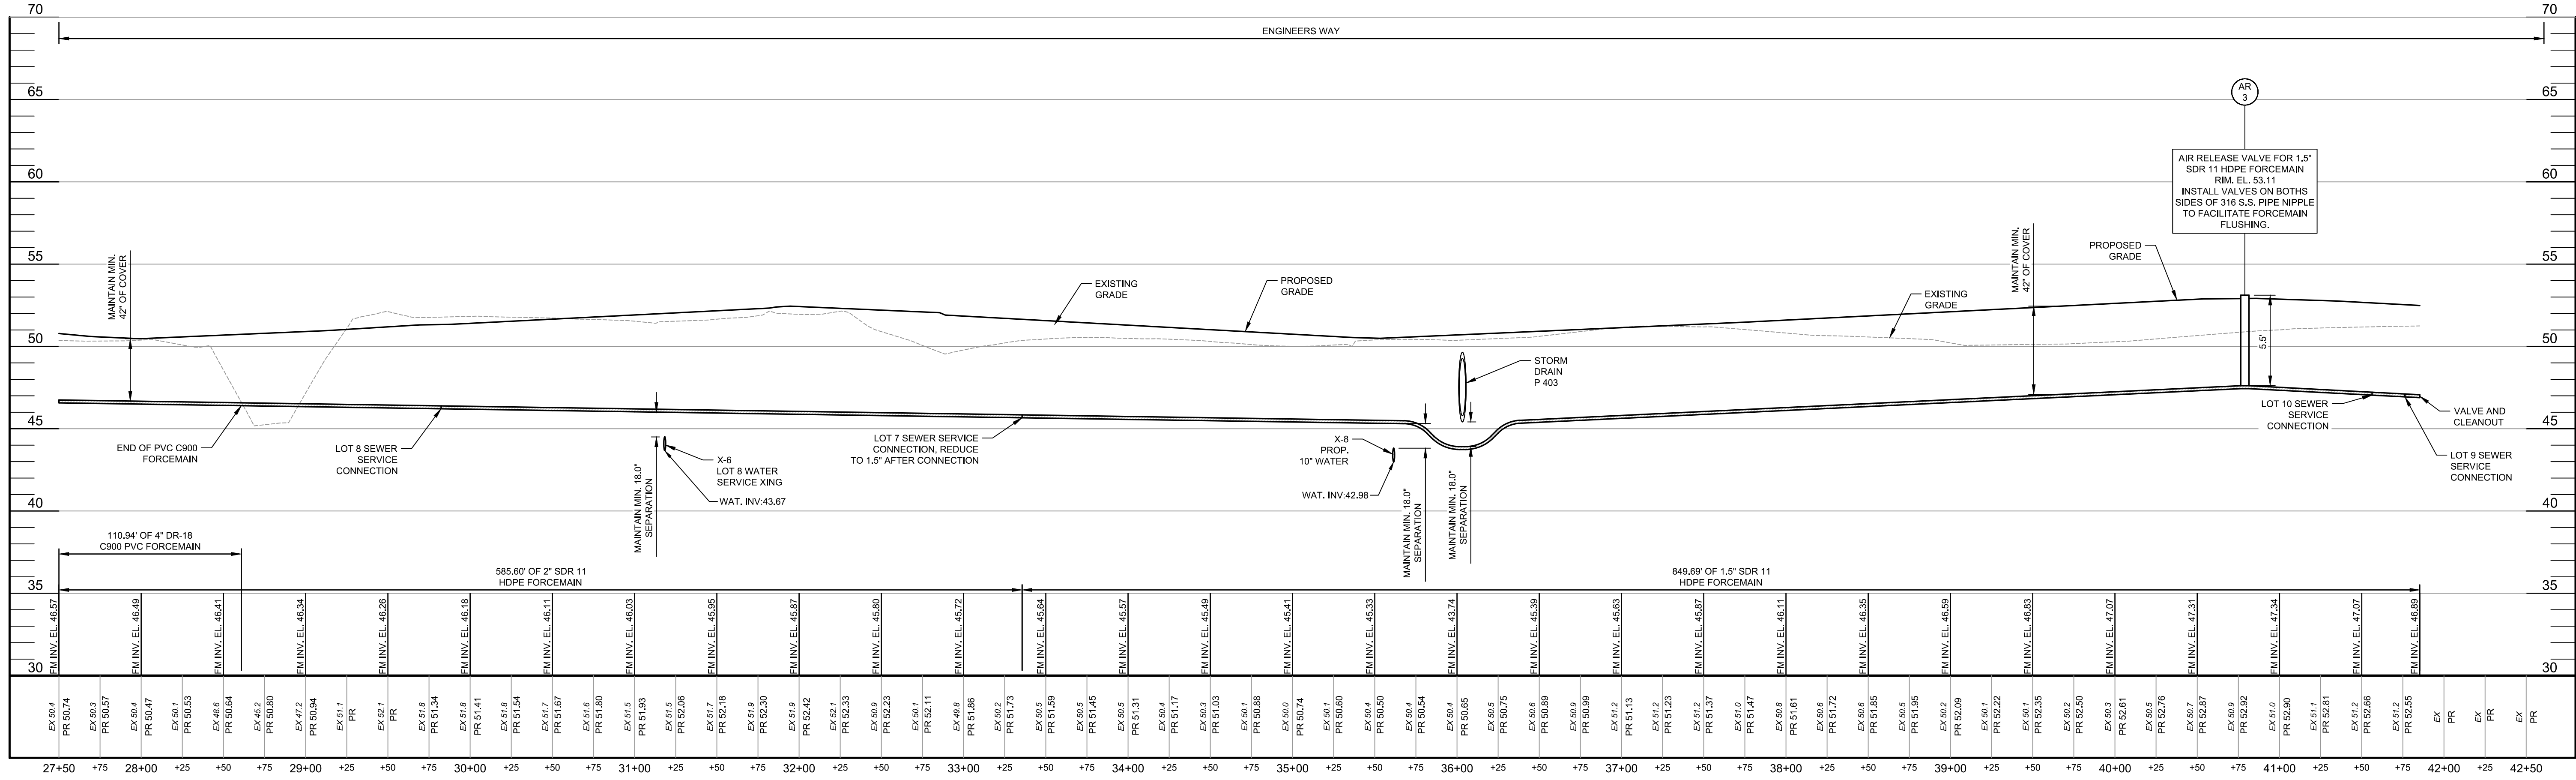 70
70
ENGINEERS WAY
65
65
AR
3
60
60
AIR RELEASE VALVE FOR 1.5"
SDR 11 HDPE FORCEMAIN
RIM. EL. 53.11
INSTALL VALVES ON BOTHS
SIDES OF 316 S.S. PIPE NIPPLE
TO FACILITATE FORCEMAIN
FLUSHING.
55
55
MAINTAIN MIN.
42" OF COVER
EXISTING
GRADE
PROPOSED
GRADE
EXISTING
GRADE
MAINTAIN MIN.
42" OF COVER
PROPOSED
GRADE
50
50
5.5'
STORM
DRAIN
P 403
45
45
END OF PVC C900
FORCEMAIN
LOT 8 SEWER
SERVICE
CONNECTION
MAINTAIN MIN. 18.0"
SEPARATION
X-6
LOT 8 WATER
SERVICE XING
WAT. INV:43.67
LOT 7 SEWER SERVICE
CONNECTION, REDUCE
TO 1.5" AFTER CONNECTION
X-8
PROP.
10" WATER
WAT. INV:42.98
MAINTAIN MIN. 18.0"
SEPARATION
MAINTAIN MIN. 18.0"
SEPARATION
LOT 10 SEWER
SERVICE
CONNECTION
VALVE AND
CLEANOUT
LOT 9 SEWER
SERVICE
CONNECTION
40
40
110.94' OF 4" DR-18
C900 PVC FORCEMAIN
585.60' OF 2" SDR 11
HDPE FORCEMAIN
849.69' OF 1.5" SDR 11
HDPE FORCEMAIN
35
35
FM INV. EL. 46.57
FM INV. EL. 46.49
FM INV. EL. 46.41
FM INV. EL. 46.34
FM INV. EL. 46.26
FM INV. EL. 46.18
FM INV. EL. 46.11
FM INV. EL. 46.03
FM INV. EL. 45.95
FM INV. EL. 45.87
FM INV. EL. 45.80
FM INV. EL. 45.72
FM INV. EL. 45.64
FM INV. EL. 45.57
FM INV. EL. 45.49
FM INV. EL. 45.41
FM INV. EL. 45.33
FM INV. EL. 43.74
FM INV. EL. 45.39
FM INV. EL. 45.63
FM INV. EL. 45.87
FM INV. EL. 46.11
FM INV. EL. 46.35
FM INV. EL. 46.59
FM INV. EL. 46.83
FM INV. EL. 47.07
FM INV. EL. 47.31
FM INV. EL. 47.34
FM INV. EL. 47.07
FM INV. EL. 46.89
30
30
EX 50.4
PR 50.74
EX 50.3
PR 50.57
EX 50.4
PR 50.47
EX 50.1
PR 50.53
EX 48.6
PR 50.64
EX 45.2
PR 50.80
EX 47.2
PR 50.94
EX 51.1
PR
EX 52.1
PR
EX 51.8
PR 51.34
EX 51.8
PR 51.41
EX 51.8
PR 51.54
EX 51.7
PR 51.67
EX 51.6
PR 51.80
EX 51.5
PR 51.93
EX 51.5
PR 52.06
EX 51.7
PR 52.18
EX 51.9
PR 52.30
EX 51.9
PR 52.42
EX 52.1
PR 52.33
EX 50.9
PR 52.23
EX 50.1
PR 52.11
EX 49.8
PR 51.86
EX 50.2
PR 51.73
EX 50.5
PR 51.59
EX 50.5
PR 51.45
EX 50.5
PR 51.31
EX 50.4
PR 51.17
EX 50.3
PR 51.03
EX 50.1
PR 50.88
EX 50.0
PR 50.74
EX 50.1
PR 50.60
EX 50.4
PR 50.50
EX 50.4
PR 50.54
EX 50.4
PR 50.65
EX 50.5
PR 50.75
EX 50.6
PR 50.89
EX 50.9
PR 50.99
EX 51.2
PR 51.13
EX 51.2
PR 51.23
EX 51.2
PR 51.37
EX 51.0
PR 51.47
EX 50.8
PR 51.61
EX 50.6
PR 51.72
EX 50.6
PR 51.85
EX 50.5
PR 51.95
EX 50.2
PR 52.09
EX 50.1
PR 52.22
EX 50.1
PR 52.35
EX 50.2
PR 52.50
EX 50.3
PR 52.61
EX 50.5
PR 52.76
EX 50.7
PR 52.87
EX 50.9
PR 52.92
EX 51.0
PR 52.90
EX 51.1
PR 52.81
EX 51.2
PR 52.66
EX 51.2
PR 52.55
EX
PR
EX
PR
EX
PR
27+50 +75 28+00 +25 +50 +75 29+00 +25 +50 +75 30+00 +25 +50 +75 31+00 +25 +50 +75 32+00 +25 +50 +75 33+00 +25 +50 +75 34+00 +25 +50 +75 35+00 +25 +50 +75 36+00 +25 +50 +75 37+00 +25 +50 +75 38+00 +25 +50 +75 39+00 +25 +50 +75 40+00 +25 +50 +75 41+00 +25 +50 +75 42+00 +25 42+50